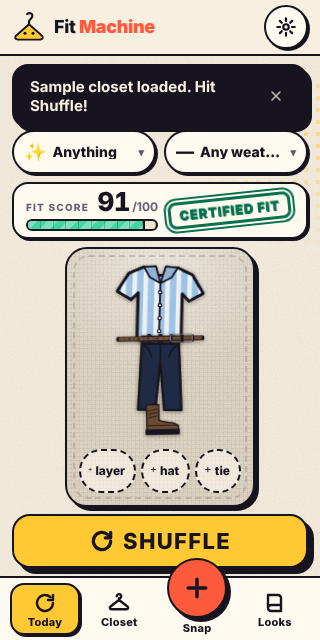 Fit Machine
Sample closet loaded. Hit
Shuffle!
✨ Anything
— Any weat...
FIT SCORE 91/100
CERTIFIED FIT
+ layer
+ hat
+ tie
SHUFFLE
Today
Closet
Snap
Looks